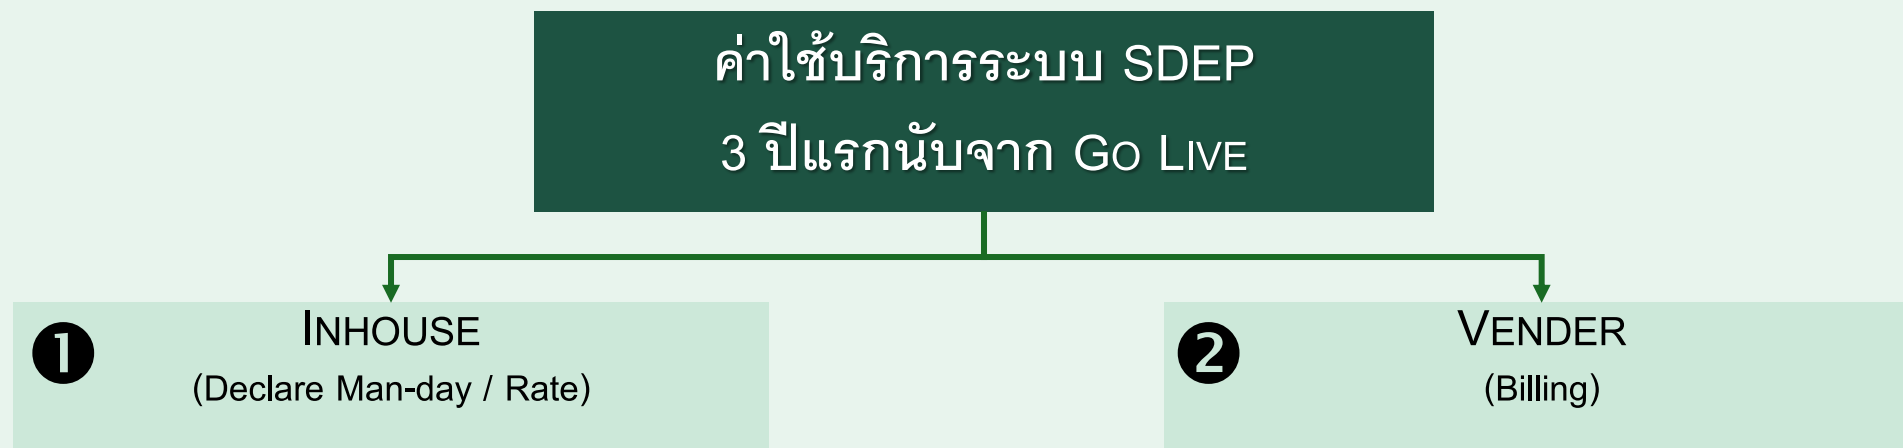 ค่าใช้บริการระบบ SDEP
3 ปีแรกนับจาก GO LIVE
❶
INHOUSE
(Declare Man-day / Rate)
❷
VENDER
(Billing)